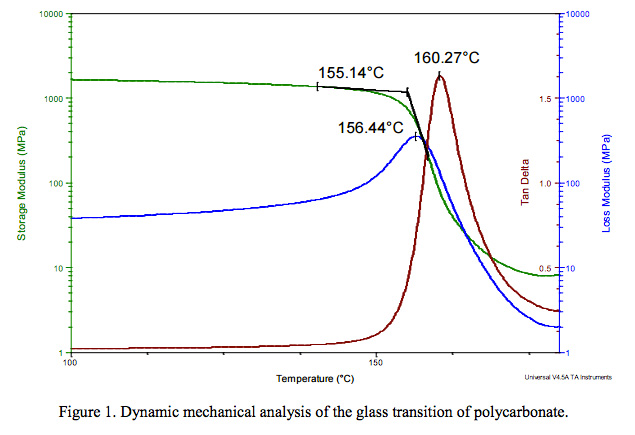 10000
10000
160.27°C
155.14°C
1000
1.5
1000
156.44°C
Storage Modulus (MPa)
Tan Delta
Loss Modulus (MPa)
100
1.0
100
10
0.5
10
1
1
100
150
Temperature (°C)
Universal V4.5A TA Instruments
Figure 1. Dynamic mechanical analysis of the glass transition of polycarbonate.